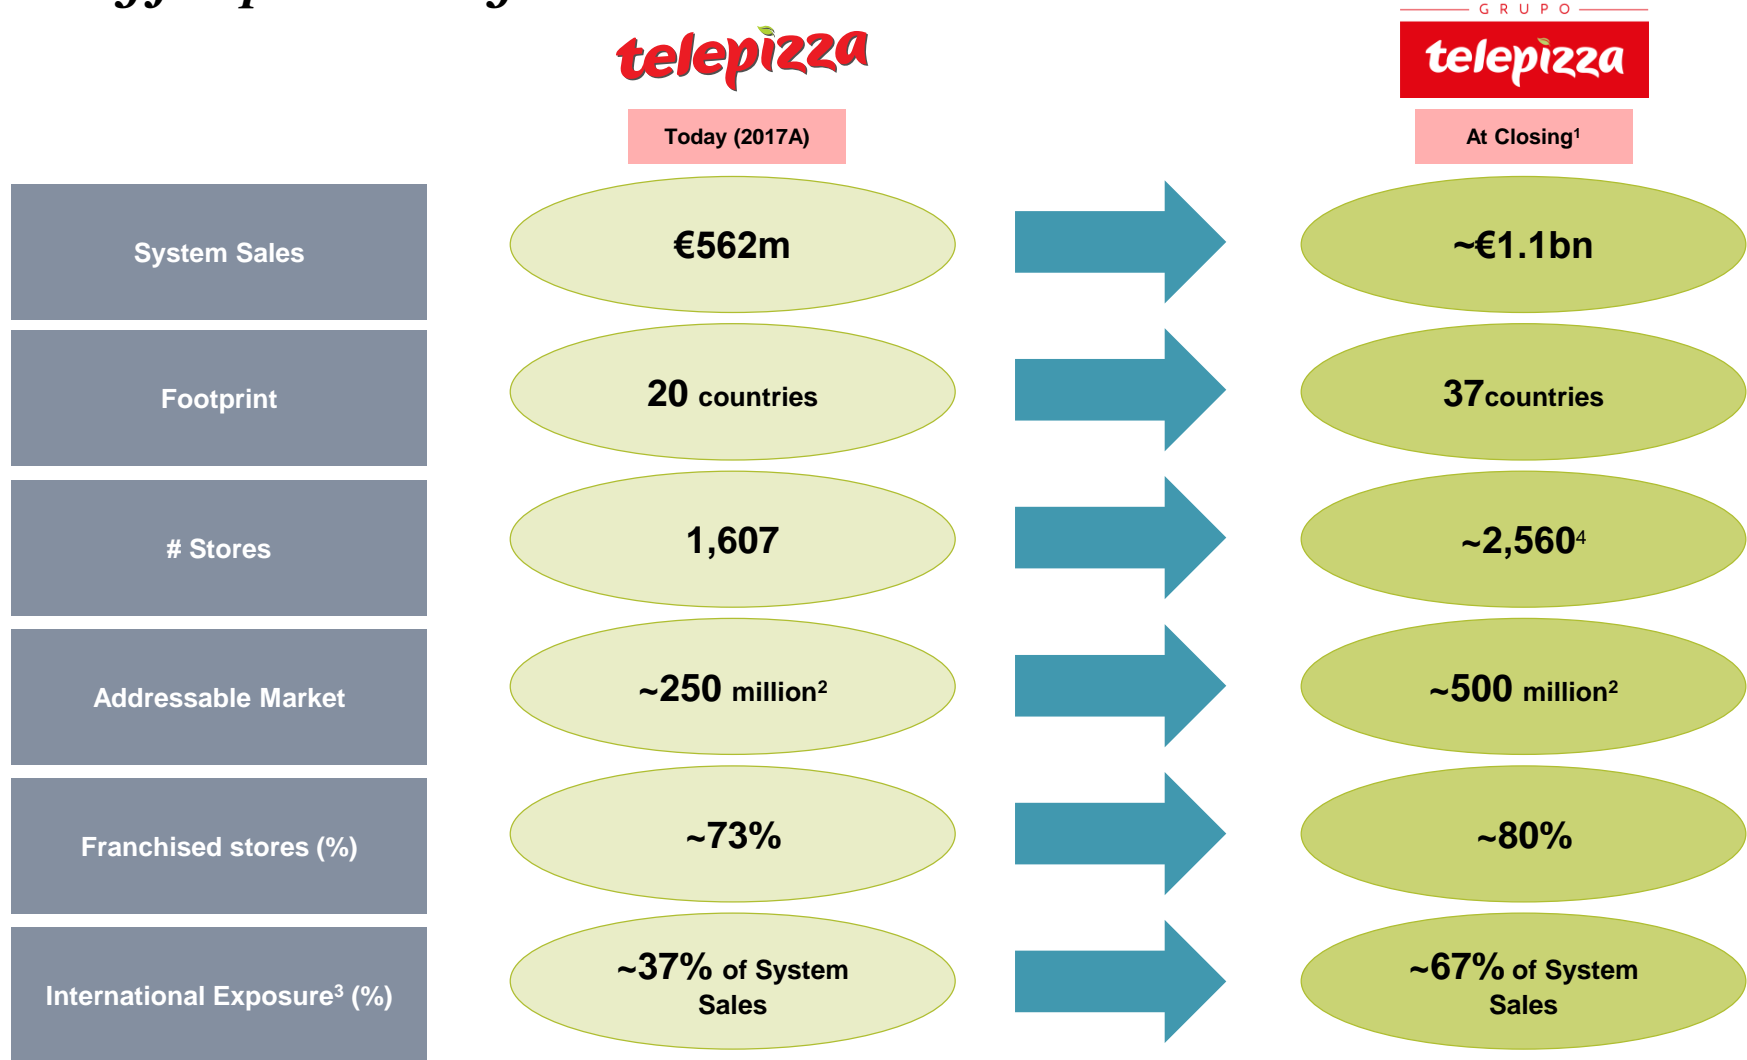 GRUPO
telepizza
telepizza
Today (2017A)
At Closing¹
System Sales
€562m
~€1.1bn
Footprint
20 countries
37countries
# Stores
1,607
~2,560⁴
Addressable Market
~250 million²
~500 million²
Franchised stores (%)
~73%
~80%
International Exposure³ (%)
~37% of System
Sales
~67% of System
Sales